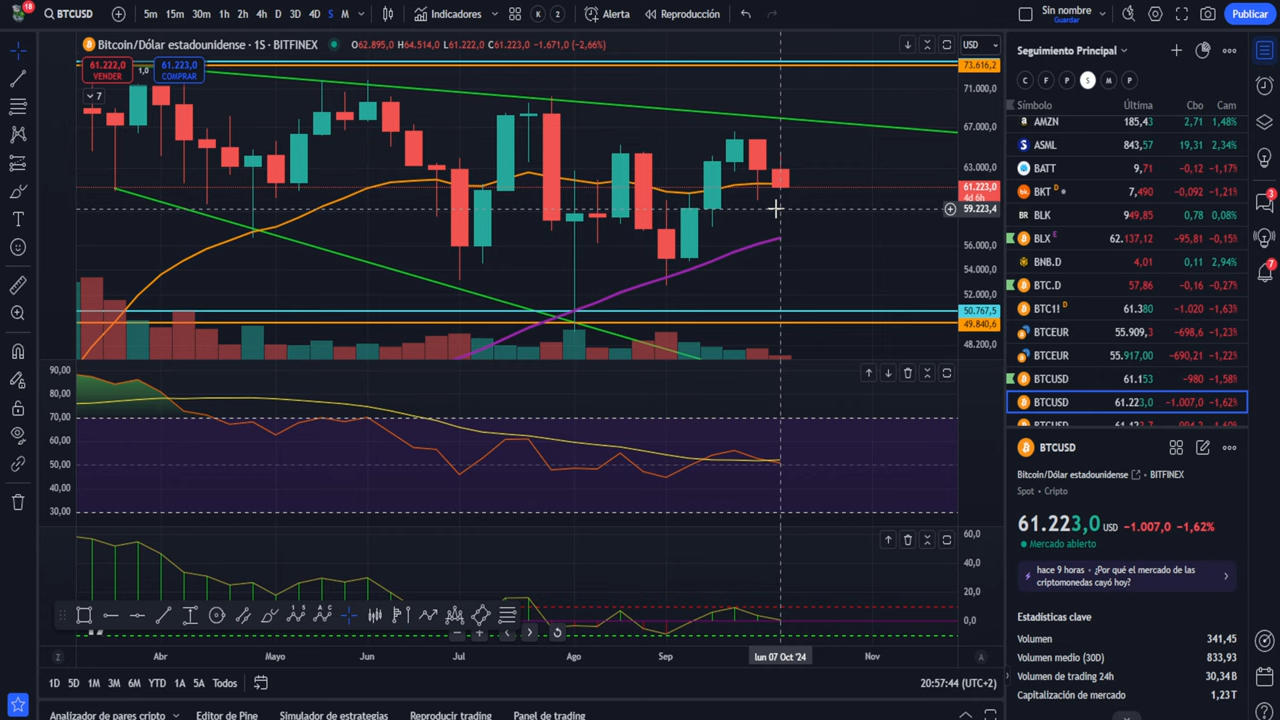 18
BTCUSD
5m 15m 30m 1h 2h 4h D 3D 4D S M
Indicadores
K 2
Alerta
Reproducción
Sin nombre
Guardar
Publicar
Bitcoin/Dólar estadounidense · 1S · BITFINEX
O62.895,0 H64.514,0 L61.222,0 C61.223,0 −1.671,0 (−2,66%)
61.222,0
VENDER
1,0
61.223,0
COMPRAR
7
USD
73.616,2
71.000,0
67.000,0
63.000,0
61.223,0
4d 6h
59.223,4
56.000,0
54.000,0
52.000,0
50.767,5
49.840,6
48.200,0
90,00
80,00
70,00
60,00
50,00
40,00
30,00
60,0
40,0
20,0
0,0
Abr Mayo Jun Jul Ago Sep lun 07 Oct '24 Nov
Z
A
1D 5D 1M 3M 6M YTD 1A 5A Todos
20:57:44 (UTC+2)
Analizador de pares cripto
Editor de Pine
Simulador de estrategias
Reproducir trading
Panel de trading
Seguimiento Principal
C F P S M P
Símbolo Última Cbo Cam
AMZN 185,43 2,71 1,48%
ASML 843,57 19,31 2,34%
BATT 9,71 −0,12 −1,17%
BKT D 7,490 −0,092 −1,21%
BLK 949,85 0,78 0,08%
BLX E 62.137,12 −95,81 −0,15%
BNB.D 4,01 0,11 2,94%
BTC.D 57,86 −0,16 −0,27%
BTC1! D 61.380 −1.020 −1,63%
BTCEUR 55.909,3 −698,6 −1,23%
BTCEUR 55.917,00 −690,21 −1,22%
BTCUSD 61.153 −980 −1,58%
BTCUSD 61.223,0 −1.007,0 −1,62%
BTCUSD
Bitcoin/Dólar estadounidense
BITFINEX
Spot • Cripto
61.223,0 USD −1.007,0 −1,62%
Mercado abierto
hace 9 horas • ¿Por qué el mercado de las
criptomonedas cayó hoy?
Estadísticas clave
Volumen 341,45
Volumen medio (30D) 833,93
Volumen de trading 24h 30,34B
Capitalización de mercado 1,23T
3
7